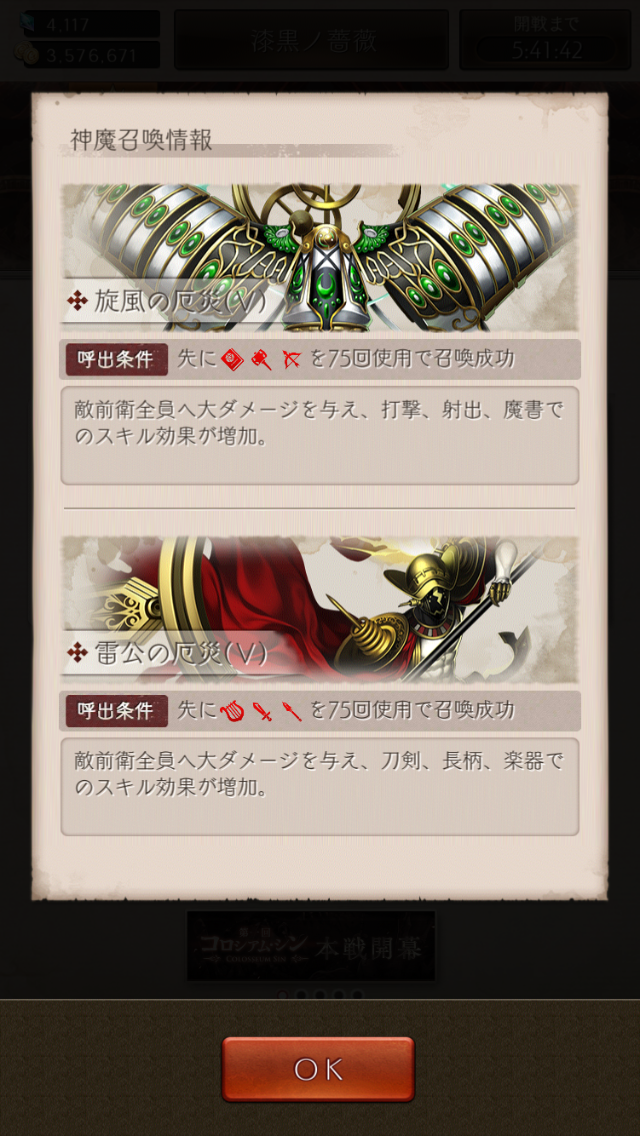 4,117
3,576,671
漆黒ノ薔薇
開戦まで
5:41:42
神魔召喚情報
旋風の厄災(Ⅴ)
呼出条件 先に を75回使用で召喚成功
敵前衛全員へ大ダメージを与え、打撃、射出、魔書で
のスキル効果が増加。
雷公の厄災(Ⅴ)
呼出条件 先に を75回使用で召喚成功
敵前衛全員へ大ダメージを与え、刀剣、長柄、楽器で
のスキル効果が増加。
コロシアム・シン
COLOSSEUM SIN
本戦開幕
OK